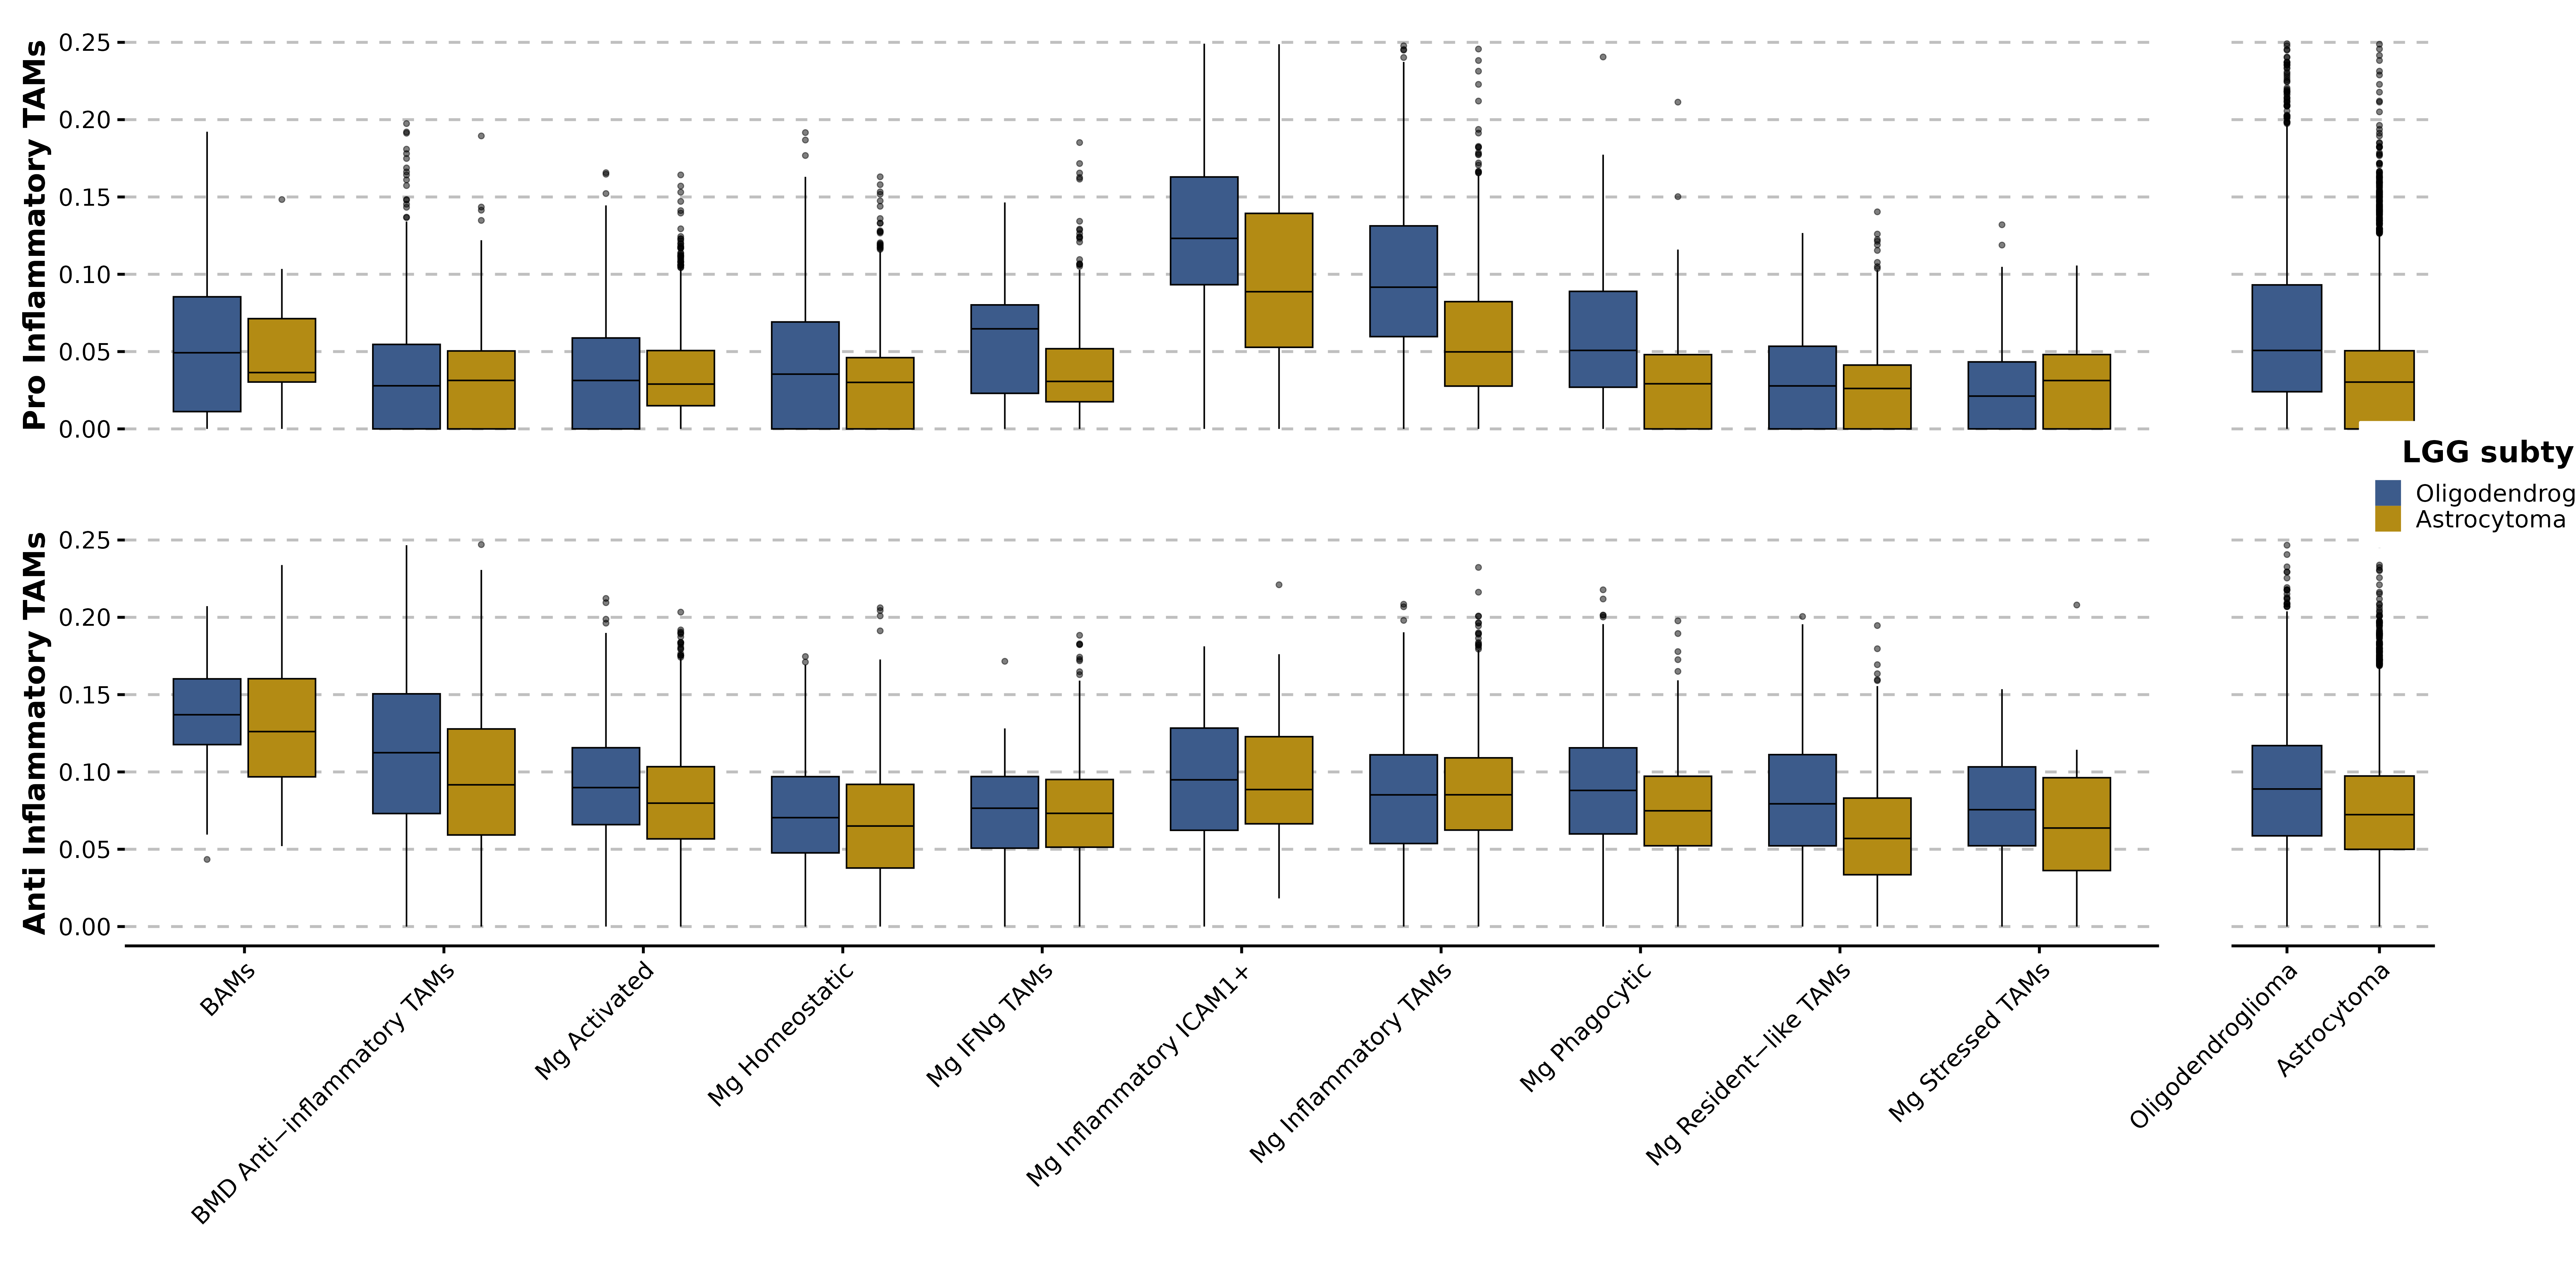 Pro Inflammatory TAMs
0.25
0.20
0.15
0.10
0.05
0.00
LGG subty
Oligodendrog
Astrocytoma
Anti Inflammatory TAMs
0.25
0.20
0.15
0.10
0.05
0.00
BAMs
BMD Anti−inflammatory TAMs
Mg Activated
Mg Homeostatic
Mg IFNg TAMs
Mg Inflammatory ICAM1+
Mg Inflammatory TAMs
Mg Phagocytic
Mg Resident−like TAMs
Mg Stressed TAMs
Oligodendroglioma
Astrocytoma